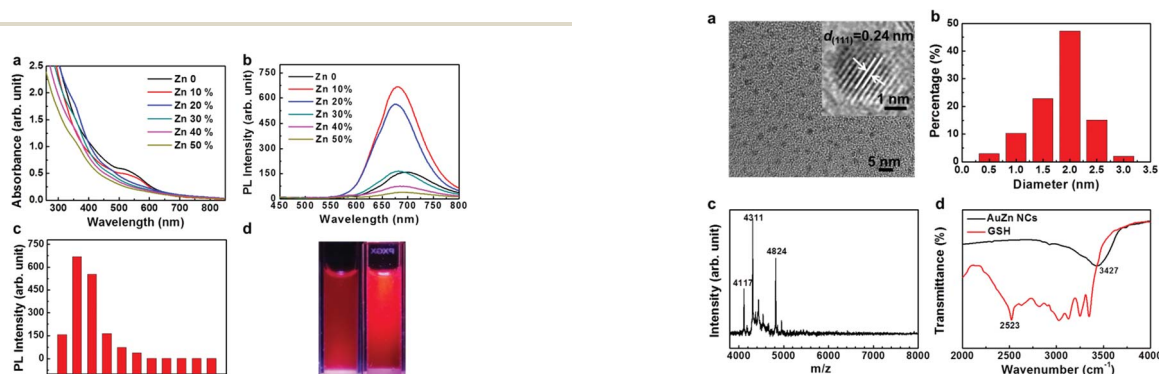 a
2.5
2.0
1.5
1.0
0.5
0.0
Absorbance (arb. unit)
Zn 0
Zn 10 %
Zn 20 %
Zn 30 %
Zn 40 %
Zn 50 %
300 400 500 600 700 800
Wavelength (nm)
b
750
600
450
300
150
0
PL Intensity (arb. unit)
Zn 0
Zn 10%
Zn 20%
Zn 30%
Zn 40%
Zn 50%
450 500 550 600 650 700 750 800
Wavelength (nm)
c
750
600
450
300
150
0
PL Intensity (arb. unit)
d
a
d(111)=0.24 nm
1 nm
5 nm
b
50
40
30
20
10
0
Percentage (%)
0.0 0.5 1.0 1.5 2.0 2.5 3.0 3.5
Diameter (nm)
c
4311
4824
4117
Intensity (arb. unit)
4000 5000 6000 7000 8000
m/z
d
AuZn NCs
GSH
3427
2523
Transmittance (%)
2000 2500 3000 3500 4000
Wavenumber (cm-1)